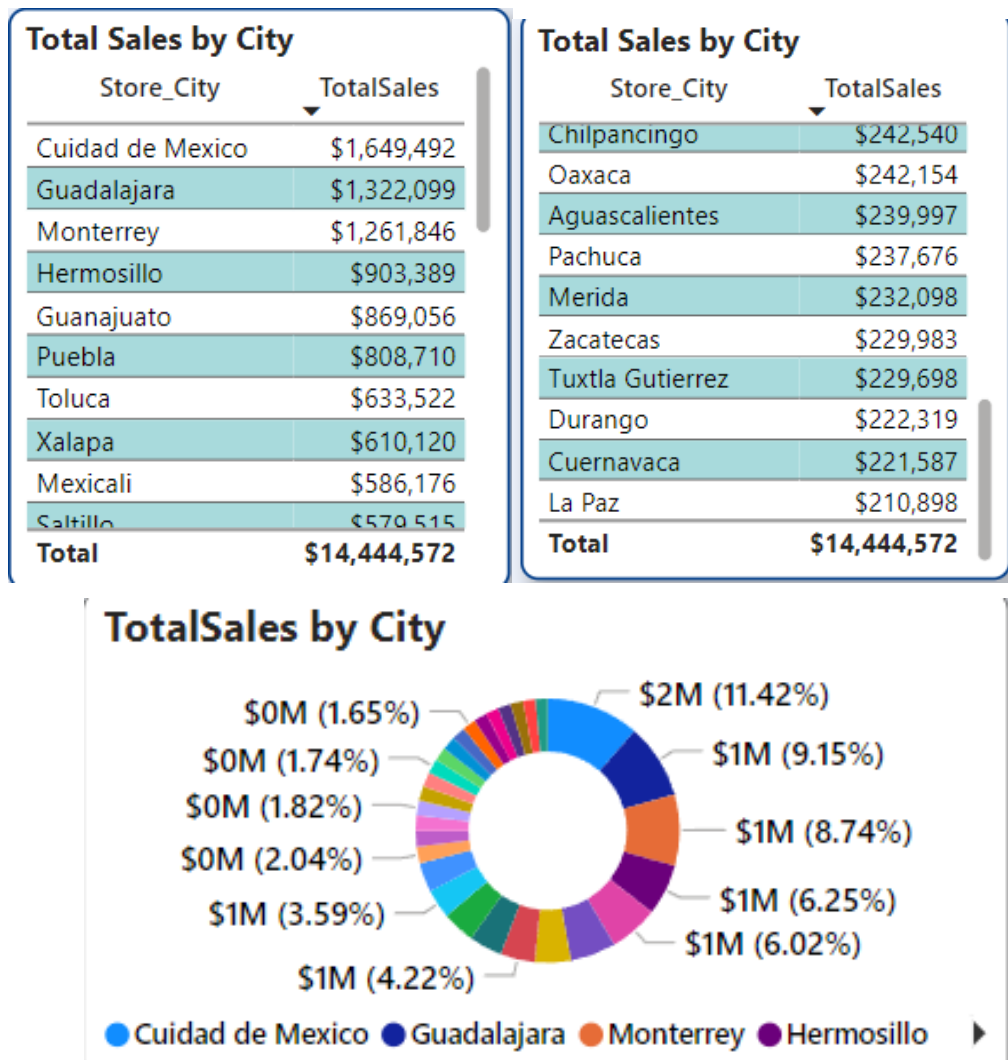 Total Sales by City
Store_City TotalSales
Cuidad de Mexico $1,649,492
Guadalajara $1,322,099
Monterrey $1,261,846
Hermosillo $903,389
Guanajuato $869,056
Puebla $808,710
Toluca $633,522
Xalapa $610,120
Mexicali $586,176
Saltillo $579,515
Total $14,444,572
Total Sales by City
Store_City TotalSales
Chilpancingo $242,540
Oaxaca $242,154
Aguascalientes $239,997
Pachuca $237,676
Merida $232,098
Zacatecas $229,983
Tuxtla Gutierrez $229,698
Durango $222,319
Cuernavaca $221,587
La Paz $210,898
Total $14,444,572
TotalSales by City
$2M (11.42%)
$1M (9.15%)
$1M (8.74%)
$1M (6.25%)
$1M (6.02%)
$1M (4.22%)
$1M (3.59%)
$0M (2.04%)
$0M (1.82%)
$0M (1.74%)
$0M (1.65%)
Cuidad de Mexico Guadalajara Monterrey Hermosillo